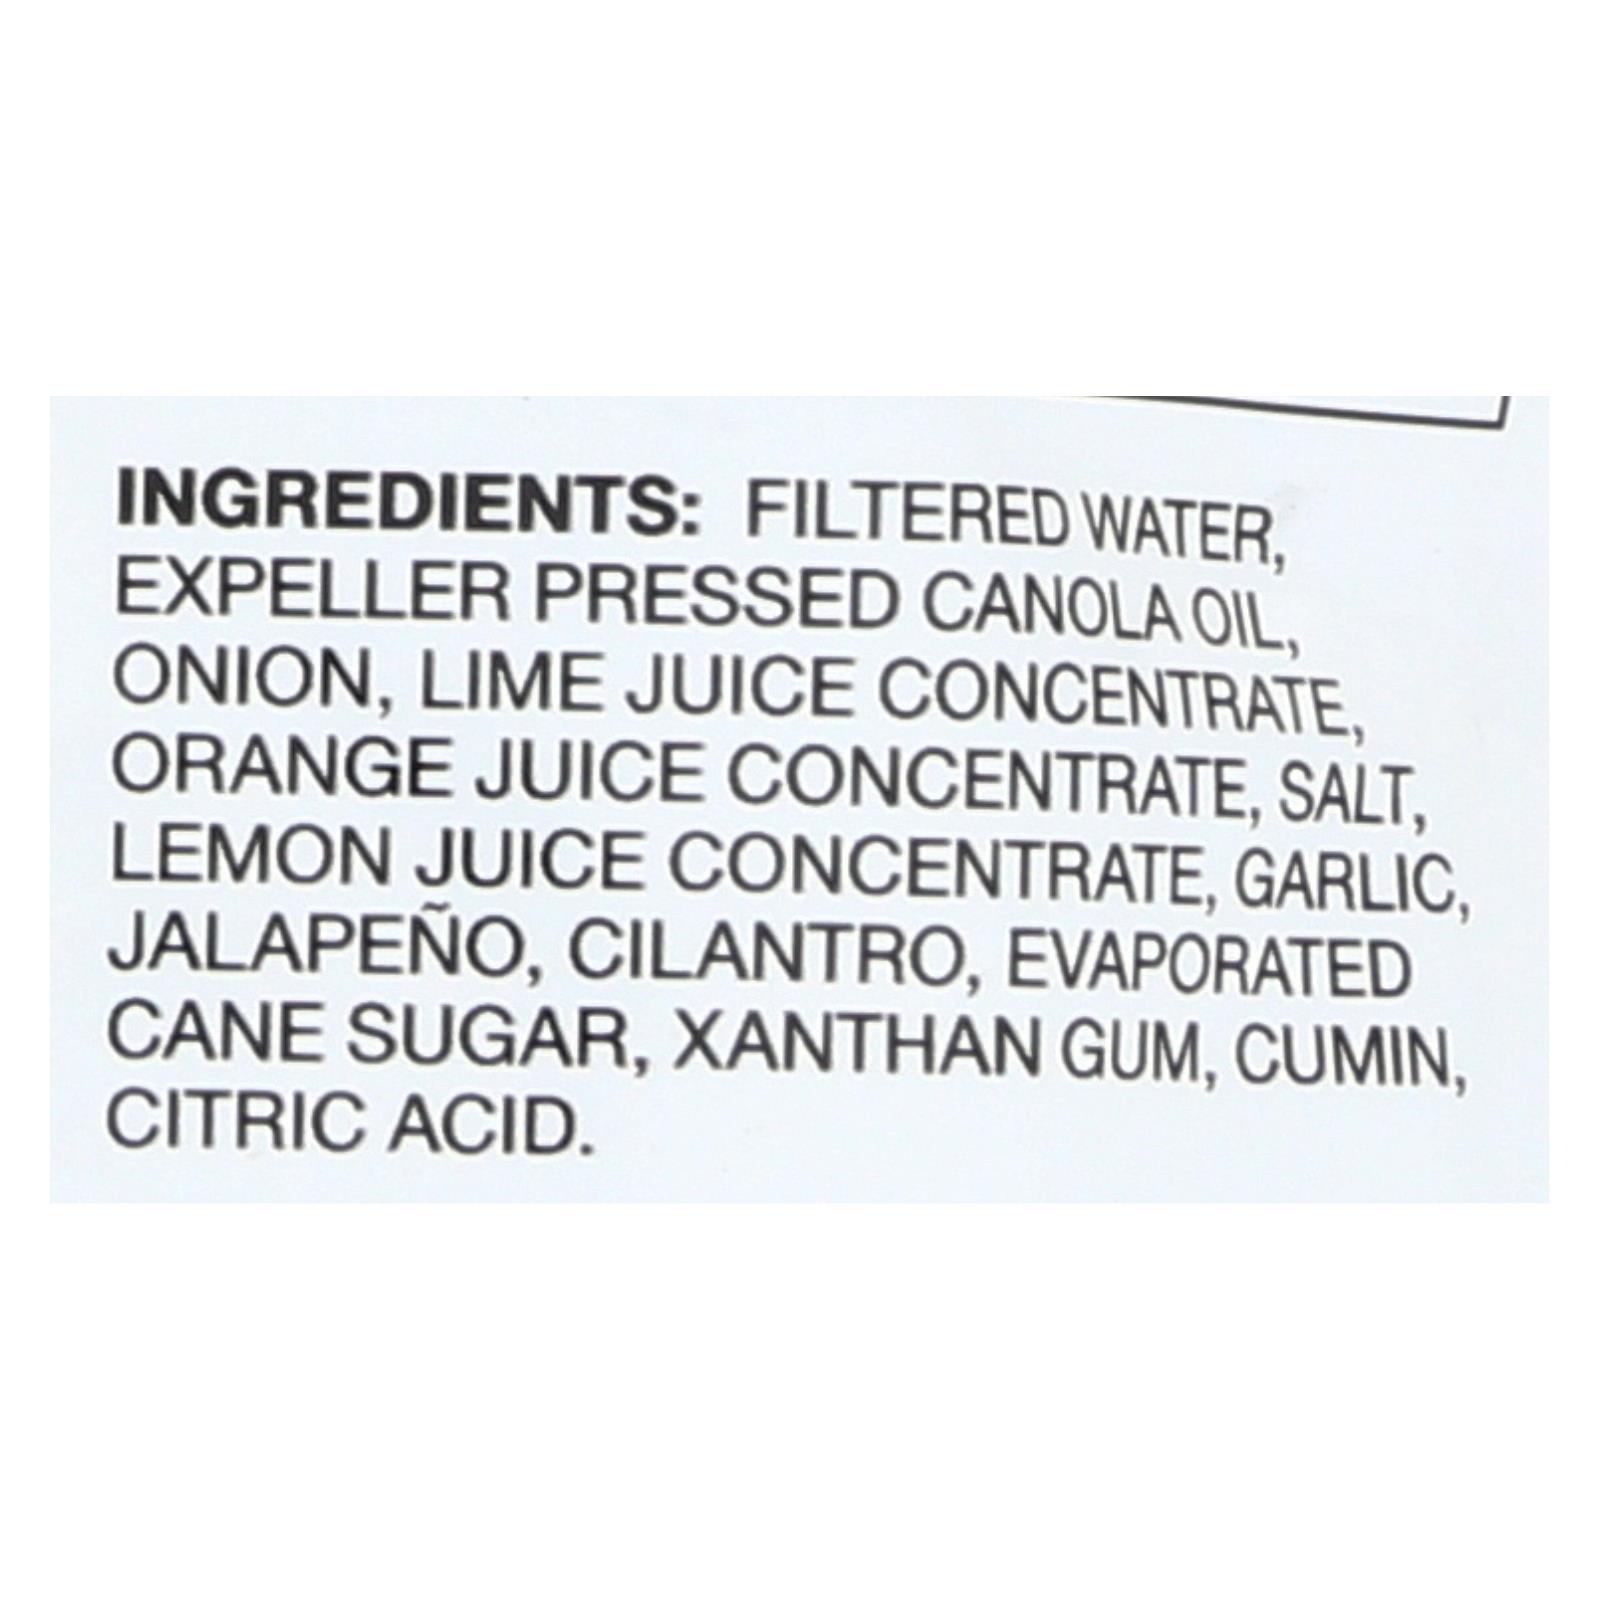 INGREDIENTS: FILTERED WATER,
EXPELLER PRESSED CANOLA OIL,
ONION, LIME JUICE CONCENTRATE,
ORANGE JUICE CONCENTRATE, SALT,
LEMON JUICE CONCENTRATE, GARLIC,
JALAPEÑO, CILANTRO, EVAPORATED
CANE SUGAR, XANTHAN GUM, CUMIN,
CITRIC ACID.